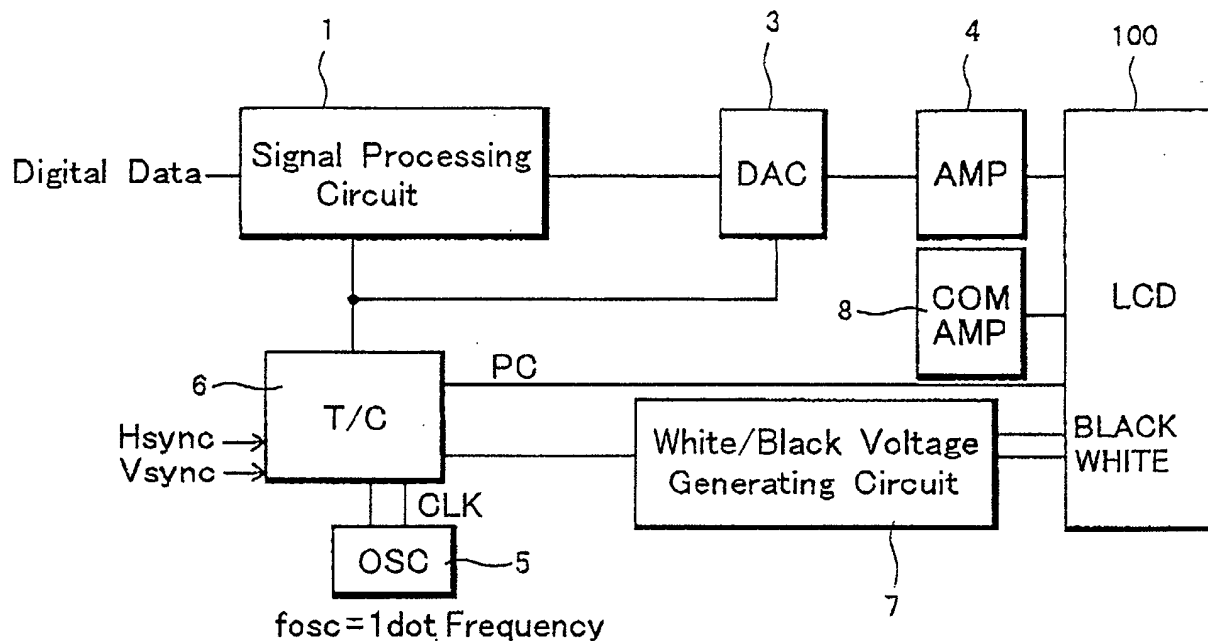 1
3
4
100
Digital Data
Signal Processing
Circuit
DAC
AMP
LCD
8
COM
AMP
6
PC
T/C
Hsync
Vsync
White/Black Voltage
Generating Circuit
BLACK
WHITE
CLK
OSC
5
7
fosc=1dot Frequency